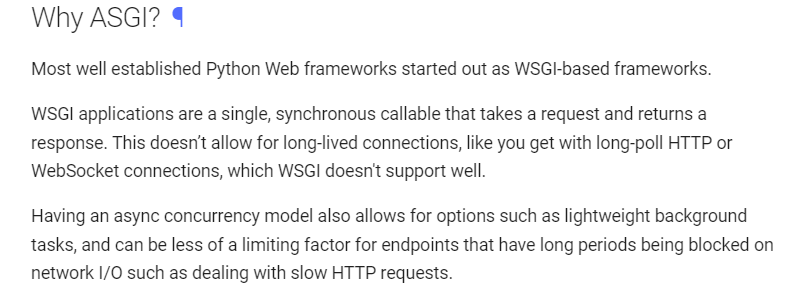 Why ASGI? ¶
Most well established Python Web frameworks started out as WSGI-based frameworks.
WSGI applications are a single, synchronous callable that takes a request and returns a
response. This doesn’t allow for long-lived connections, like you get with long-poll HTTP or
WebSocket connections, which WSGI doesn't support well.
Having an async concurrency model also allows for options such as lightweight background
tasks, and can be less of a limiting factor for endpoints that have long periods being blocked on
network I/O such as dealing with slow HTTP requests.